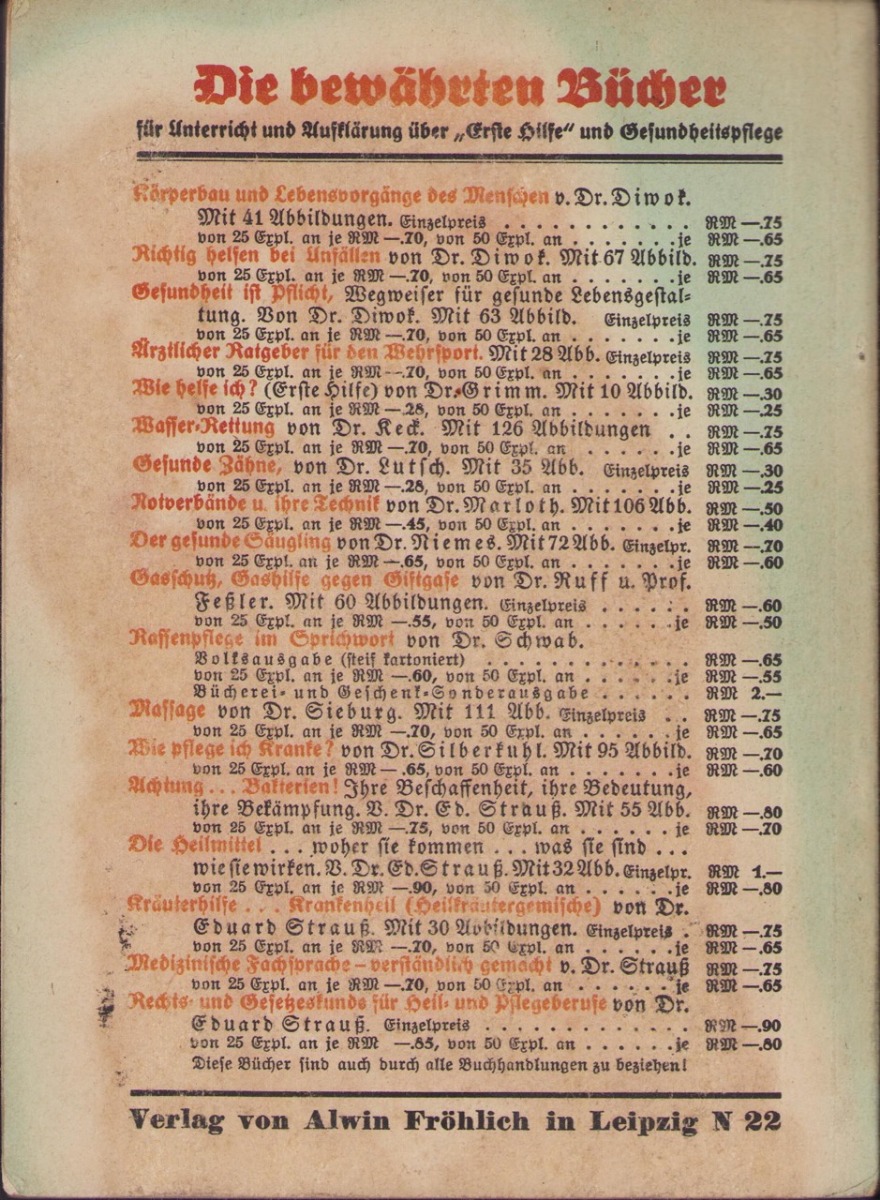 Die bewährten Bücher
für Unterricht und Aufklärung über „Erste Hilfe“ und Gesundheitspflege
Körperbau und Lebensvorgänge des Menschen v. Dr. Diwok.
Mit 41 Abbildungen. Einzelpreis . . . . . . . . . . . . RM —.75
von 25 Expl. an je RM —.70, von 50 Expl. an . . . . . . . je RM —.65
Richtig helfen bei Unfällen von Dr. Diwok. Mit 67 Abbild. RM —.75
von 25 Expl. an je RM —.70, von 50 Expl. an . . . . . . . je RM —.65
Gesundheit ist Pflicht, Wegweiser für gesunde Lebensgestal-
tung. Von Dr. Diwok. Mit 63 Abbild. Einzelpreis RM —.75
von 25 Expl. an je RM —.70, von 50 Expl. an . . . . . . . je RM —.65
Ärztlicher Ratgeber für den Wehrsport. Mit 28 Abb. Einzelpreis RM —.75
von 25 Expl. an je RM —.70, von 50 Expl. an . . . . . . . je RM —.65
Wie helfe ich? (Erste Hilfe) von Dr. Grimm. Mit 10 Abbild. RM —.30
von 25 Expl. an je RM —.28, von 50 Expl. an . . . . . . . je RM —.25
Wasser-Rettung von Dr. Keck. Mit 126 Abbildungen . . RM —.75
von 25 Expl. an je RM —.70, von 50 Expl. an . . . . . . je RM —.65
Gesunde Zähne, von Dr. Lutsch. Mit 35 Abb. Einzelpreis RM —.30
von 25 Expl. an je RM —.28, von 50 Expl. an . . . . . . . je RM —.25
Notverbände u. ihre Technik von Dr. Marloth. Mit 106 Abb. RM —.50
von 25 Expl. an je RM —.45, von 50 Expl. an . . . . . . . je RM —.40
Der gesunde Säugling von Dr. Niemes. Mit 72 Abb. Einzelpr. RM —.70
von 25 Expl. an je RM —.65, von 50 Expl. an . . . . . . . je RM —.60
Gasschutz, Gashilfe gegen Giftgase von Dr. Ruff u. Prof.
Feßler. Mit 60 Abbildungen. Einzelpreis . . . . . . RM —.60
von 25 Expl. an je RM —.55, von 50 Expl. an . . . . . . . je RM —.50
Rassenpflege im Sprichwort von Dr. Schwab.
Volksausgabe (steif kartoniert) . . . . . . . . . . . . . RM —.65
von 25 Expl. an je RM —.60, von 50 Expl. an . . . . . . . je RM —.55
Bücherei- und Geschenk-Sonderausgabe . . . . . . RM 2.—
Massage von Dr. Sieburg. Mit 111 Abb. Einzelpreis . . RM —.75
von 25 Expl. an je RM —.70, von 50 Expl. an . . . . . . . je RM —.65
Wie pflege ich Kranke? von Dr. Silberkuhl. Mit 95 Abbild. RM —.70
von 25 Expl. an je RM —.65, von 50 Expl. an . . . . . . . je RM —.60
Achtung . . . Bakterien! Ihre Beschaffenheit, ihre Bedeutung,
ihre Bekämpfung. V. Dr. Ed. Strauß. Mit 55 Abb. RM —.80
von 25 Expl. an je RM —.75, von 50 Expl. an . . . . . . je RM —.70
Die Heilmittel . . . woher sie kommen . . . was sie sind . . .
wie sie wirken. V. Dr. Ed. Strauß. Mit 32 Abb. Einzelpr. RM 1.—
von 25 Expl. an je RM —.90, von 50 Expl. an . . . . . . je RM —.80
Kräuterhilfe . . . Krankenheil (Heilkräutergemische) von Dr.
Eduard Strauß. Mit 30 Abbildungen. Einzelpreis . RM —.75
von 25 Expl. an je RM —.70, von 50 Expl. an . . . . . . je RM —.65
Medizinische Fachsprache – verständlich gemacht v. Dr. Strauß RM —.75
von 25 Expl. an je RM —.70, von 50 Expl. an . . . . . . je RM —.65
Rechts- und Gesetzeskunds für Heil- und Pflegeberufe von Dr.
Eduard Strauß. Einzelpreis . . . . . . . . . . . . . RM —.90
von 25 Expl. an je RM —.85, von 50 Expl. an . . . . . . je RM —.80
Diese Bücher sind auch durch alle Buchhandlungen zu beziehen!
Verlag von Alwin Fröhlich in Leipzig N 22